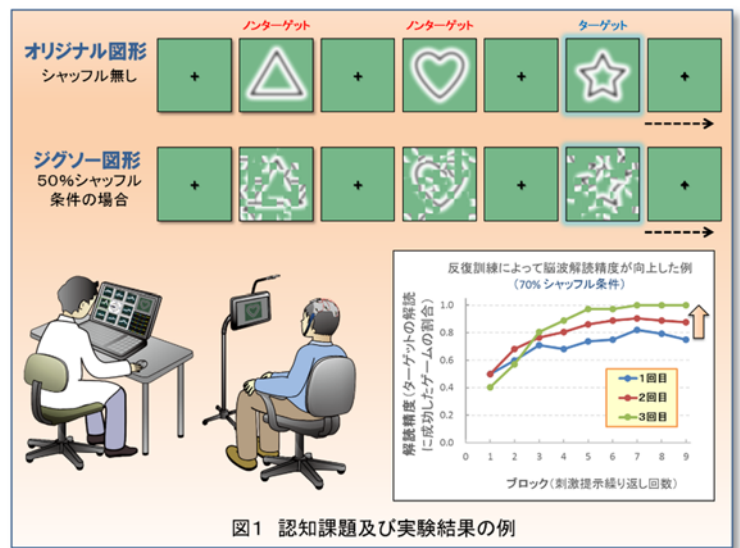 ノンターゲット
ノンターゲット
ターゲット
オリジナル図形
シャッフル無し
+
+
+
+
ジグソー図形
50%シャッフル
条件の場合
+
+
+
+
反復訓練によって脳波解読精度が向上した例
(70%シャッフル条件)
解読精度(ターゲットの解読
に成功したゲームの割合)
1.0
0.8
0.6
0.4
0.2
0.0
1回目
2回目
3回目
0 1 2 3 4 5 6 7 8 9
ブロック(刺激提示繰り返し回数)
図1 認知課題及び実験結果の例